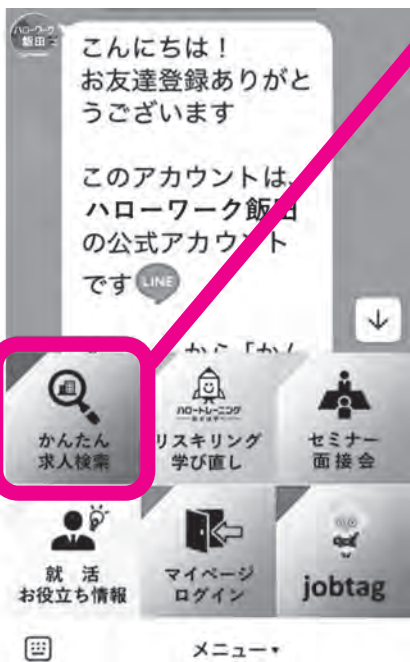 ハローワーク
飯田
こんにちは！
お友達登録ありがと
うございます
このアカウントは、
ハローワーク飯田
の公式アカウント
です LINE
から「かん
かんたん
求人検索
ハロートレーニング
リスキリング
学び直し
セミナー
面接会
就 活
お役立ち情報
マイページ
ログイン
jobtag
メニュー▾